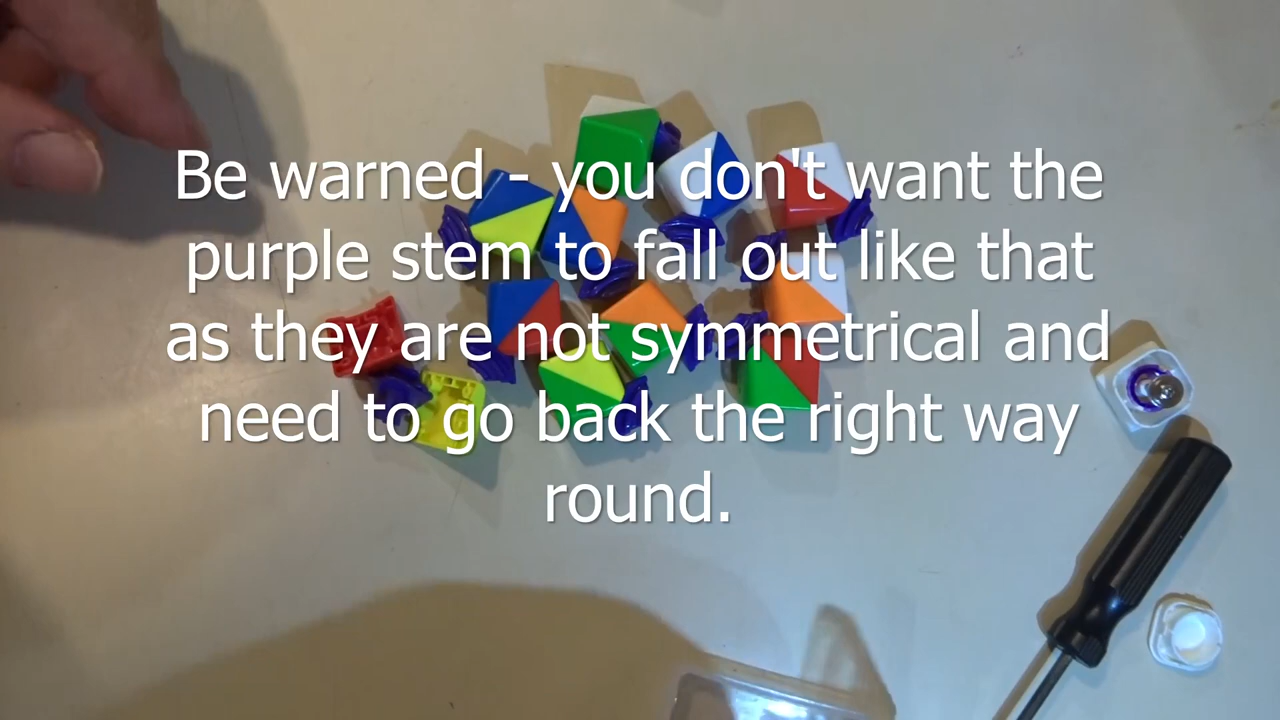 Be warned - you don't want the
purple stem to fall out like that
as they are not symmetrical and
need to go back the right way
round.